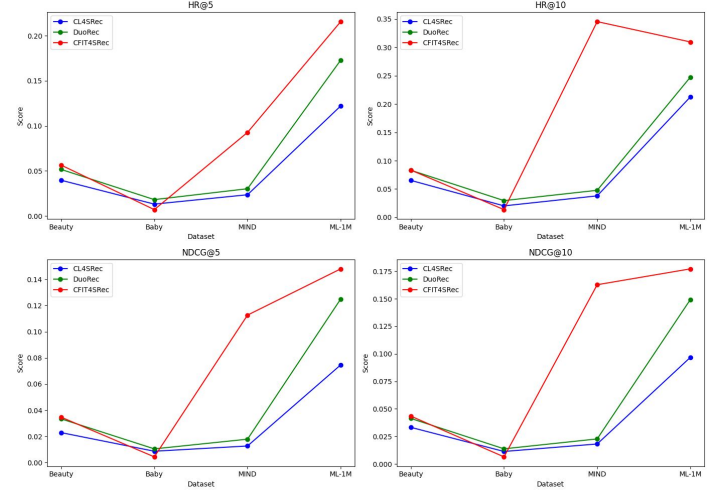 HR@5
CL4SRec
DuoRec
CFIT4SRec
0.20
0.15
0.10
0.05
0.00
Score
Beauty
Baby
MIND
ML-1M
Dataset
HR@10
CL4SRec
DuoRec
CFIT4SRec
0.35
0.30
0.25
0.20
0.15
0.10
0.05
0.00
Score
Beauty
Baby
MIND
ML-1M
Dataset
NDCG@5
CL4SRec
DuoRec
CFIT4SRec
0.14
0.12
0.10
0.08
0.06
0.04
0.02
0.00
Score
Beauty
Baby
MIND
ML-1M
Dataset
NDCG@10
CL4SRec
DuoRec
CFIT4SRec
0.175
0.150
0.125
0.100
0.075
0.050
0.025
0.000
Score
Beauty
Baby
MIND
ML-1M
Dataset